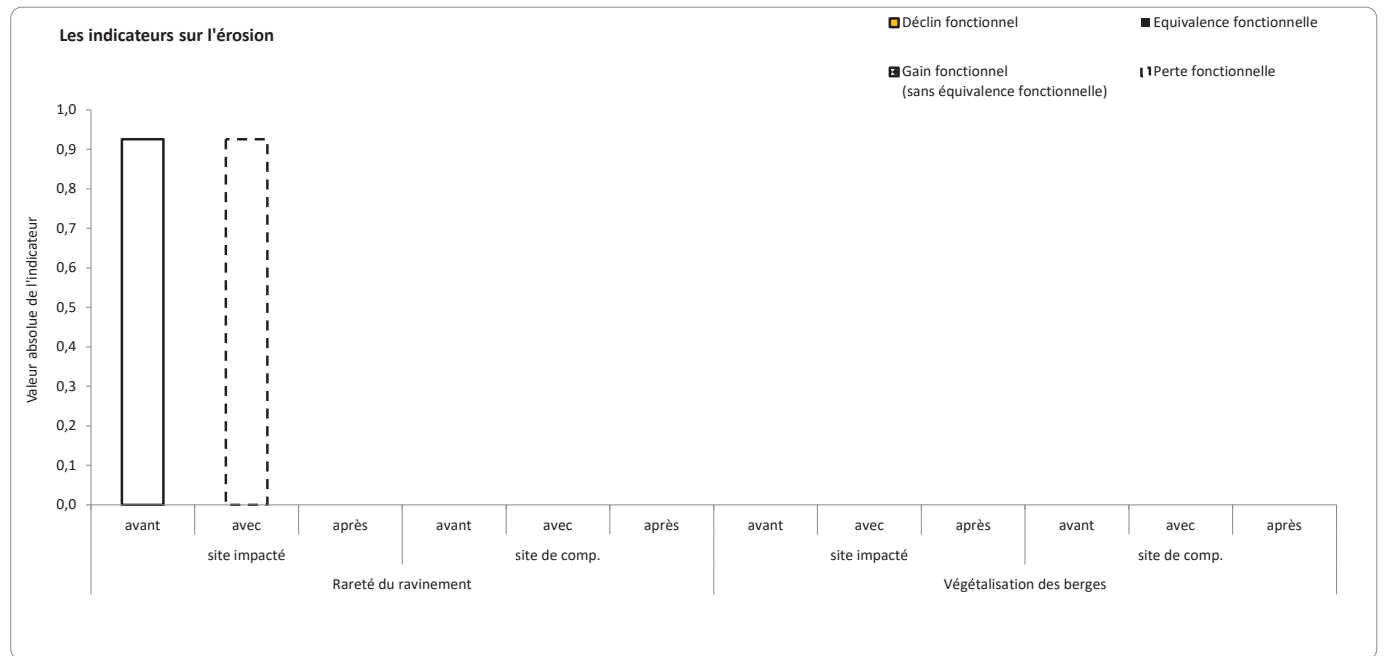 Les indicateurs sur l'érosion
Déclin fonctionnel
Equivalence fonctionnelle
Gain fonctionnel
(sans équivalence fonctionnelle)
Perte fonctionnelle
Valeur absolue de l'indicateur
1,0
0,9
0,8
0,7
0,6
0,5
0,4
0,3
0,2
0,1
0,0
avant avec après avant avec après avant avec après avant avec après
site impacté site de comp. site impacté site de comp.
Rareté du ravinement Végétalisation des berges